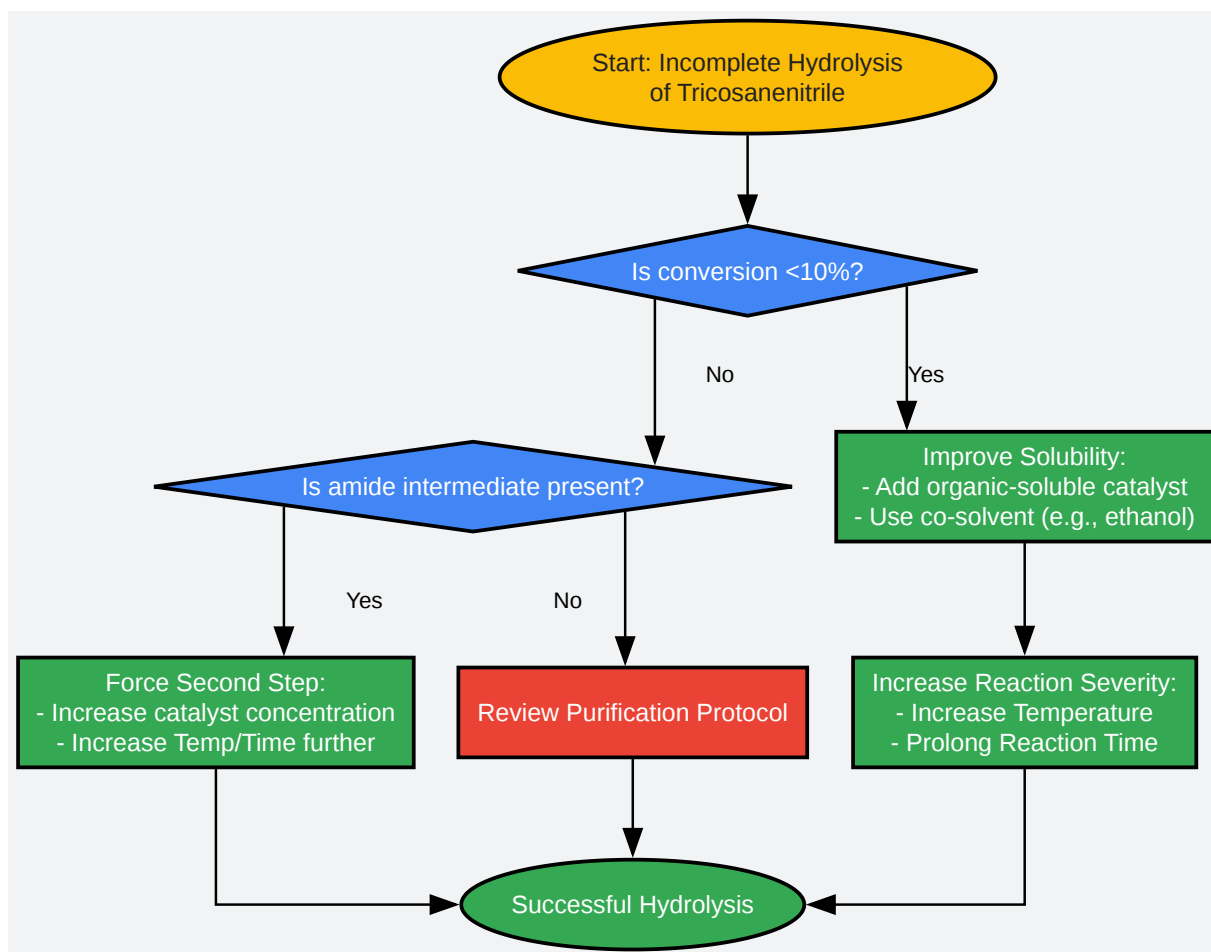 Start: Incomplete Hydrolysis
of Tricosanenitrile
Is conversion <10%?
No
Yes
Improve Solubility:
- Add organic-soluble catalyst
- Use co-solvent (e.g., ethanol)
Is amide intermediate present?
Yes
No
Force Second Step:
- Increase catalyst concentration
- Increase Temp/Time further
Review Purification Protocol
Increase Reaction Severity:
- Increase Temperature
- Prolong Reaction Time
Successful Hydrolysis